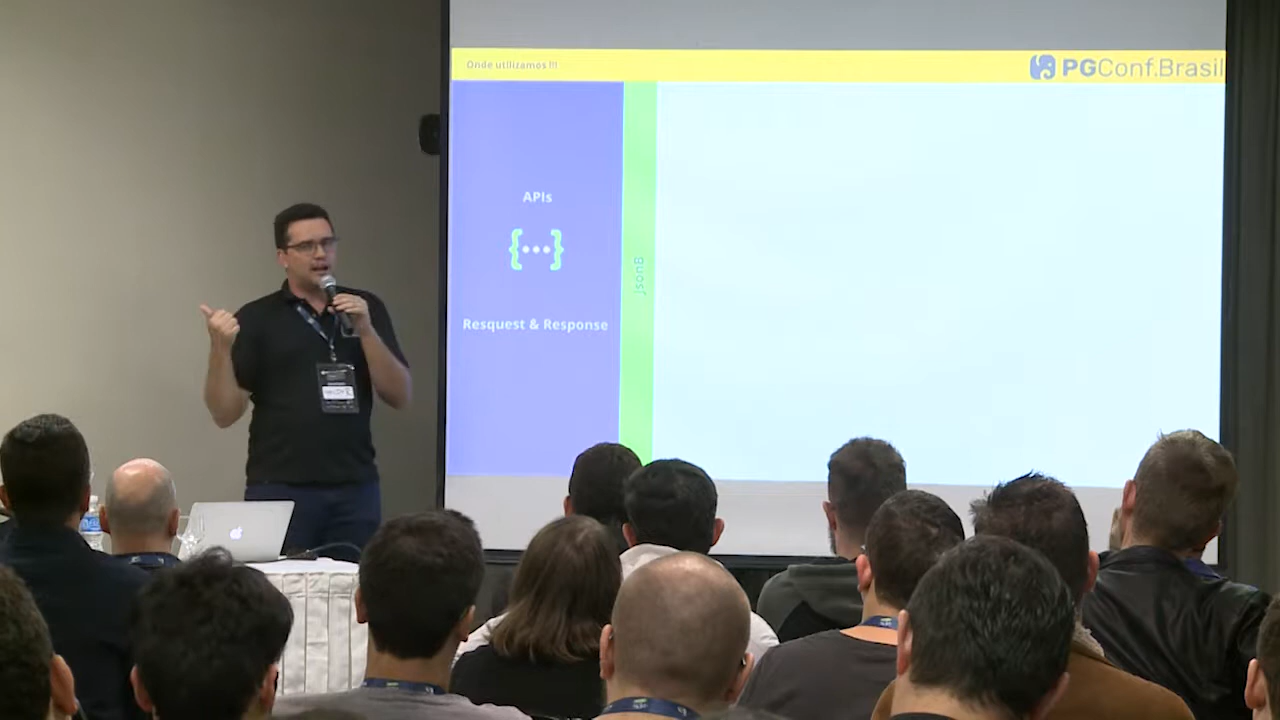 Onde utilizamos !!!
PGConf.Brasil
APIs
{...}
Resquest & Response
JsonB